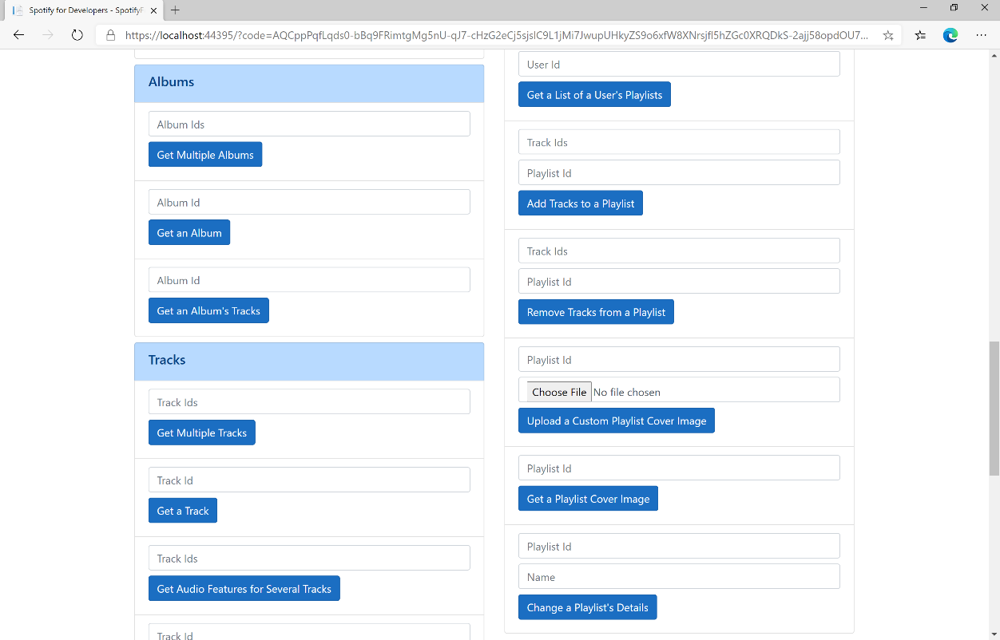 Spotify for Developers - SpotifyF
https://localhost:44395/?code=AQCppPqfLqds0-bBq9FRimtgMg5nU-qJ7-cHzG2eCj5sjslC9L1jMi7JwupUHkyZS9o6xfW8XNrsjfl5hZGc0XRQDkS-2ajj58opdOU7...
Albums
Album Ids
Get Multiple Albums
Album Id
Get an Album
Album Id
Get an Album's Tracks
Tracks
Track Ids
Get Multiple Tracks
Track Id
Get a Track
Track Ids
Get Audio Features for Several Tracks
Track Id
User Id
Get a List of a User's Playlists
Track Ids
Playlist Id
Add Tracks to a Playlist
Track Ids
Playlist Id
Remove Tracks from a Playlist
Playlist Id
Choose File No file chosen
Upload a Custom Playlist Cover Image
Playlist Id
Get a Playlist Cover Image
Playlist Id
Name
Change a Playlist's Details